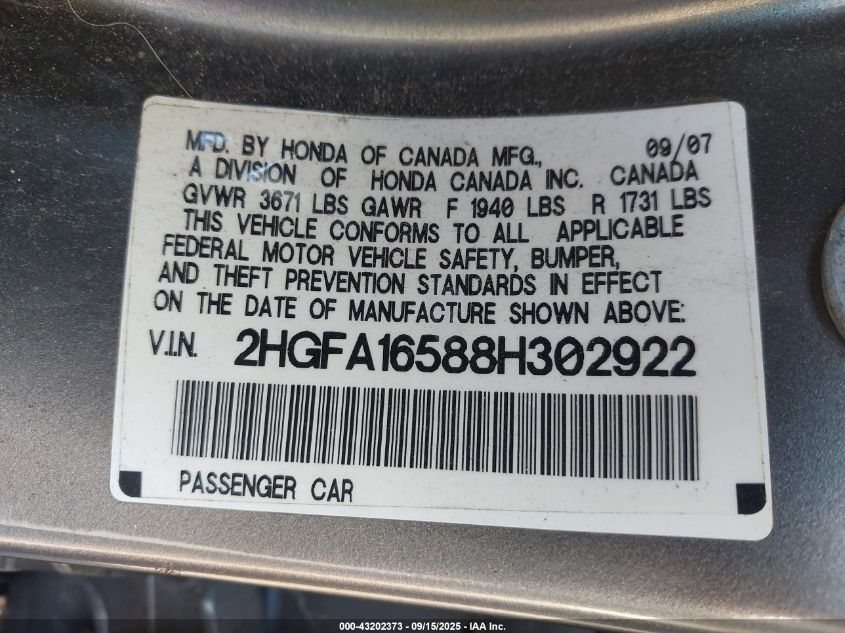 MFD. BY HONDA OF CANADA MFG., 09/07
A DIVISION OF HONDA CANADA INC. CANADA
GVWR 3671 LBS GAWR F 1940 LBS R 1731 LBS
THIS VEHICLE CONFORMS TO ALL APPLICABLE
FEDERAL MOTOR VEHICLE SAFETY, BUMPER,
AND THEFT PREVENTION STANDARDS IN EFFECT
ON THE DATE OF MANUFACTURE SHOWN ABOVE:
V.I.N. 2HGFA16588H302922
PASSENGER CAR
000-43202373 - 09/15/2025 - IAA Inc.